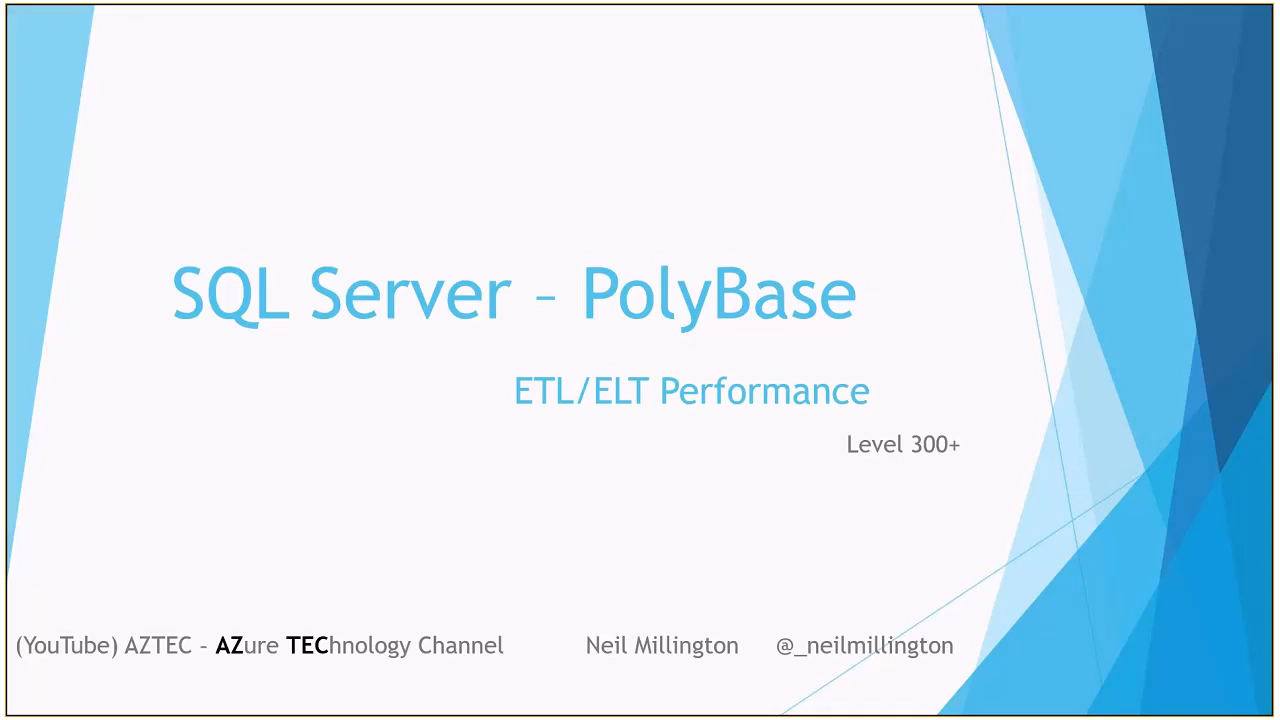 SQL Server – PolyBase
ETL/ELT Performance
Level 300+
(YouTube) AZTEC – AZure TEChnology Channel Neil Millington @_neilmillington